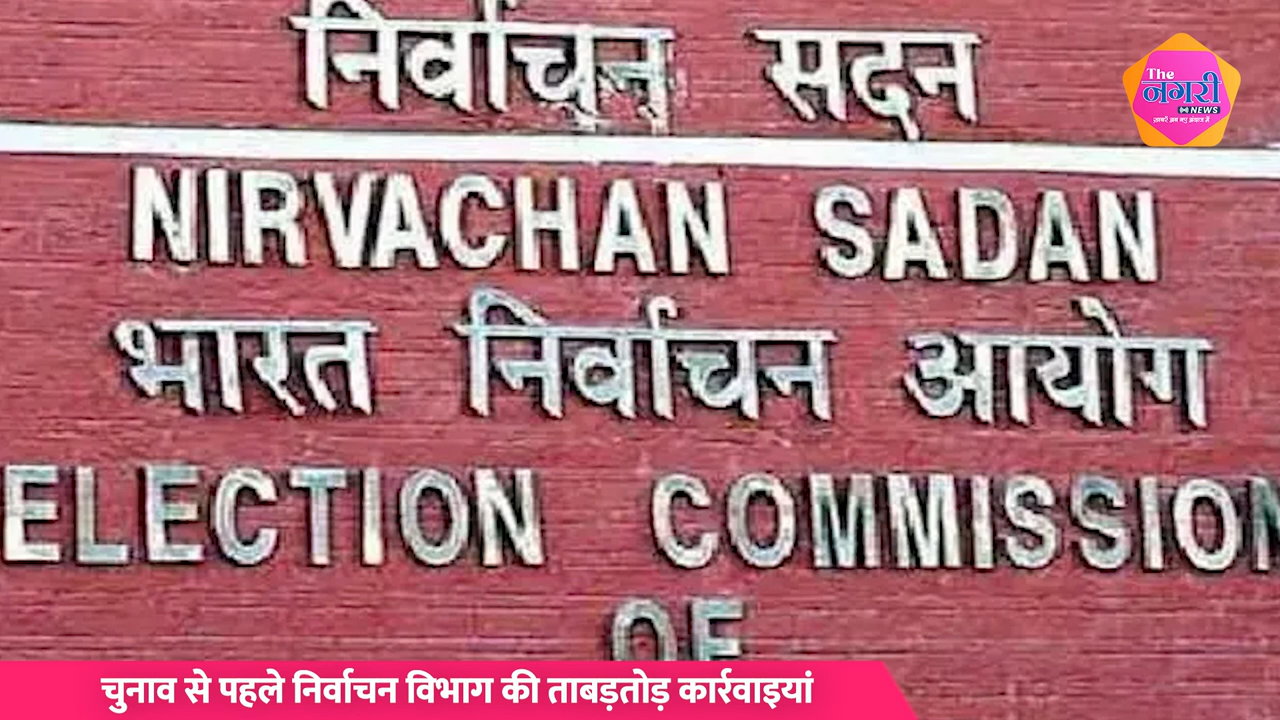 निर्वाचन सदन
The
नगरी
NEWS
NIRVACHAN SADAN
भारत निर्वाचन आयोग
ELECTION COMMISSION
OF
चुनाव से पहले निर्वाचन विभाग की ताबड़तोड़ कार्रवाइयां